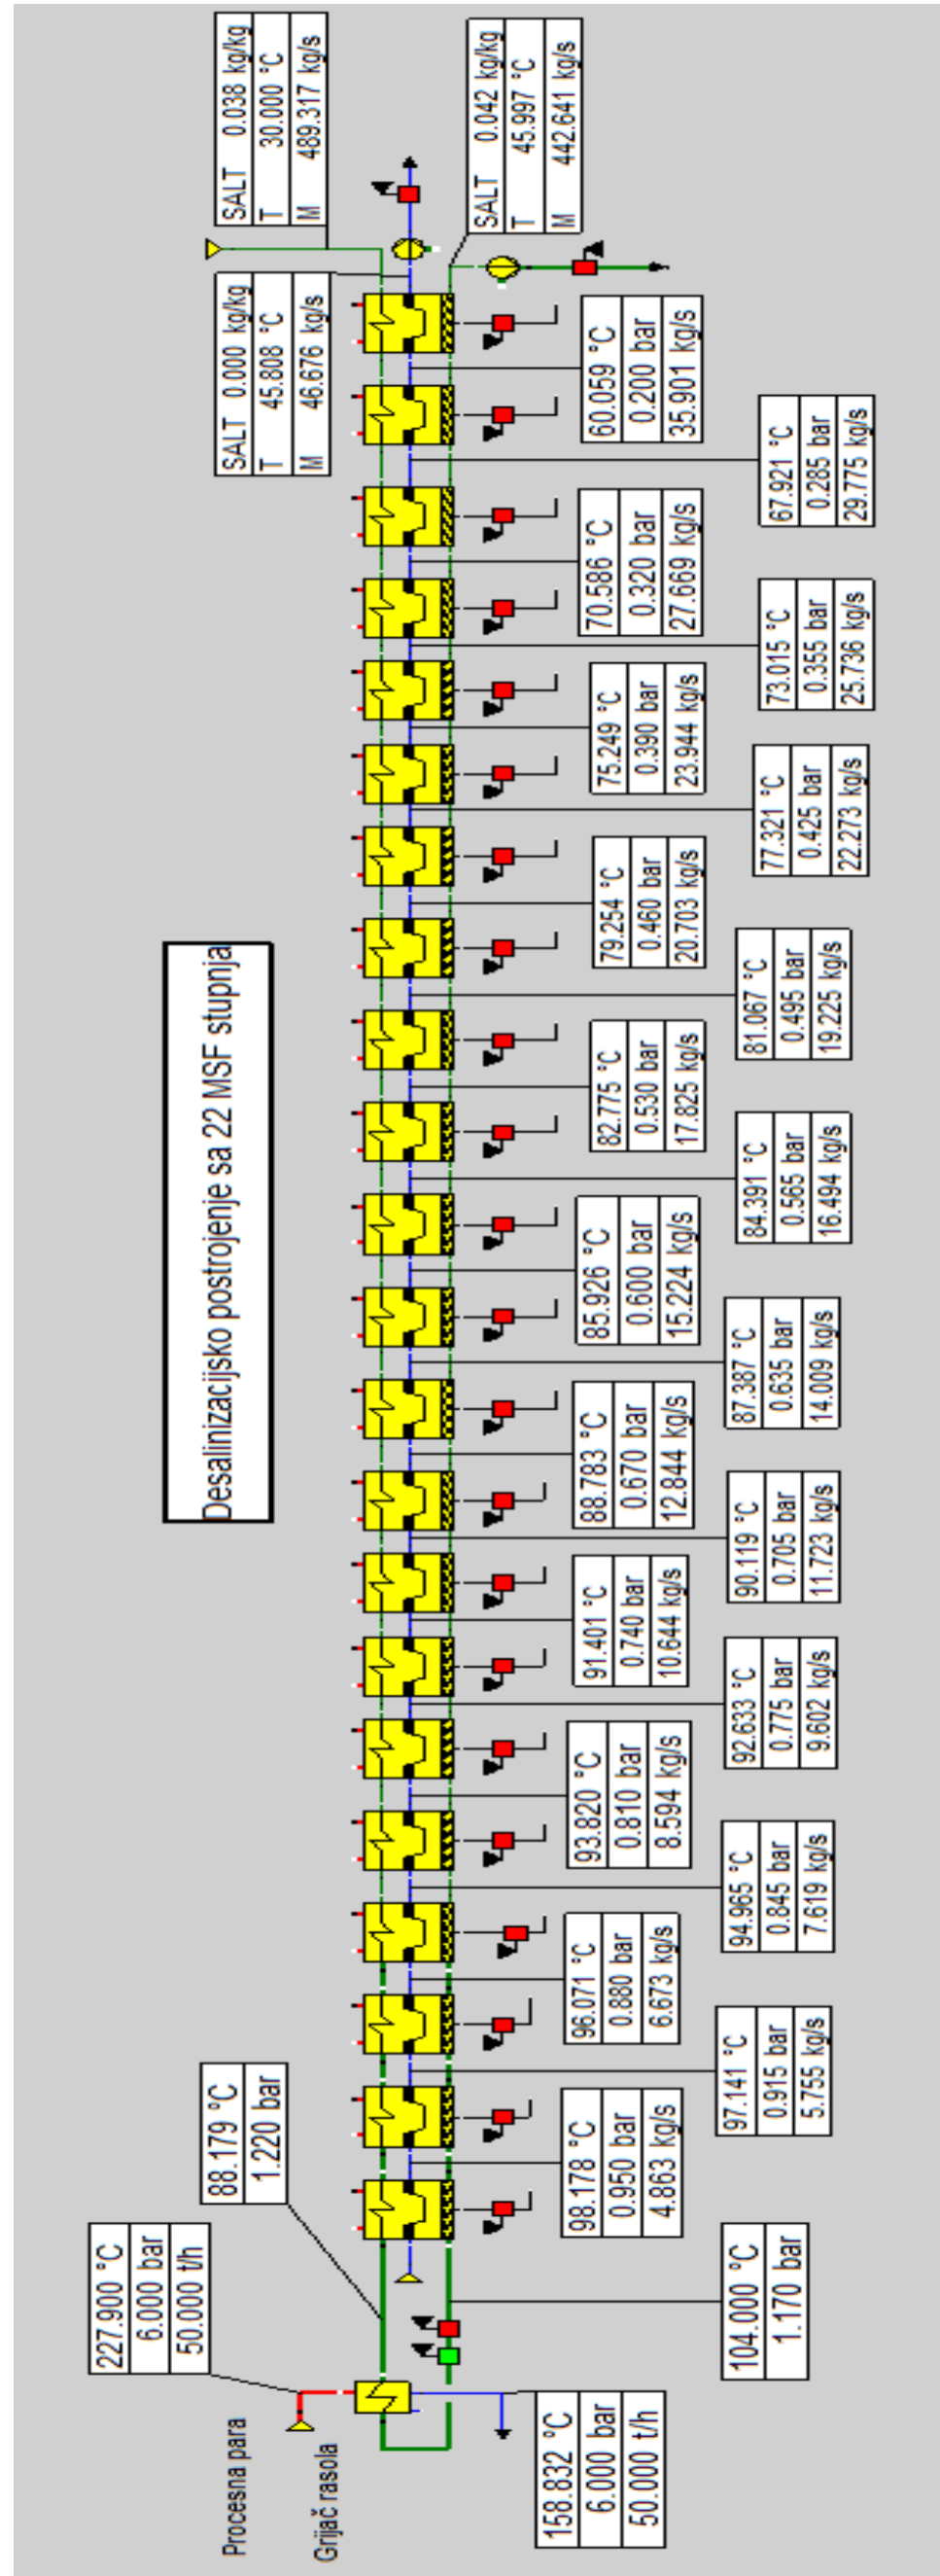 227.900 °C
6.000 bar
50.000 t/h
Procesna para
Grijač rasola
88.179 °C
1.220 bar
Desalinizacijsko postrojenje sa 22 MSF stupnja
SALT 0.000 kg/kg
T 45.808 °C
M 46.676 kg/s
SALT 0.038 kg/kg
T 30.000 °C
M 489.317 kg/s
SALT 0.042 kg/kg
T 45.997 °C
M 442.641 kg/s
158.832 °C
6.000 bar
50.000 t/h
104.000 °C
1.170 bar
98.178 °C
0.950 bar
4.863 kg/s
97.141 °C
0.915 bar
5.755 kg/s
96.071 °C
0.880 bar
6.673 kg/s
94.965 °C
0.845 bar
7.619 kg/s
93.820 °C
0.810 bar
8.594 kg/s
92.633 °C
0.775 bar
9.602 kg/s
91.401 °C
0.740 bar
10.644 kg/s
90.119 °C
0.705 bar
11.723 kg/s
88.783 °C
0.670 bar
12.844 kg/s
87.387 °C
0.635 bar
14.009 kg/s
85.926 °C
0.600 bar
15.224 kg/s
84.391 °C
0.565 bar
16.494 kg/s
82.775 °C
0.530 bar
17.825 kg/s
81.067 °C
0.495 bar
19.225 kg/s
79.254 °C
0.460 bar
20.703 kg/s
77.321 °C
0.425 bar
22.273 kg/s
75.249 °C
0.390 bar
23.944 kg/s
73.015 °C
0.355 bar
25.736 kg/s
70.586 °C
0.320 bar
27.669 kg/s
67.921 °C
0.285 bar
29.775 kg/s
60.059 °C
0.200 bar
35.901 kg/s